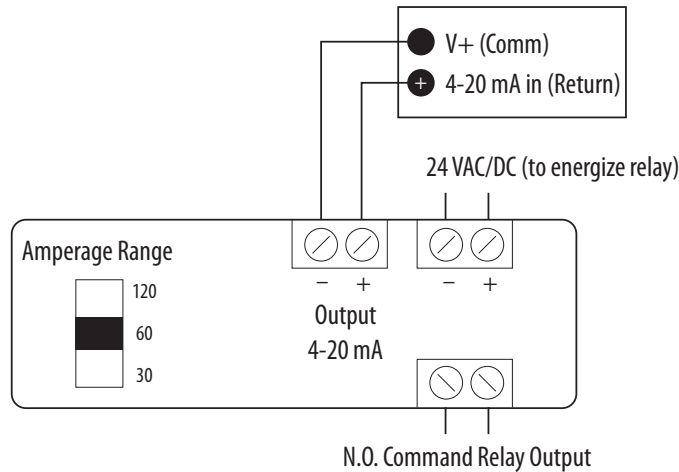 V+ (Comm)
+ 4-20 mA in (Return)
24 VAC/DC (to energize relay)
Amperage Range
120
60
30
– +
Output
4-20 mA
– +
N.O. Command Relay Output